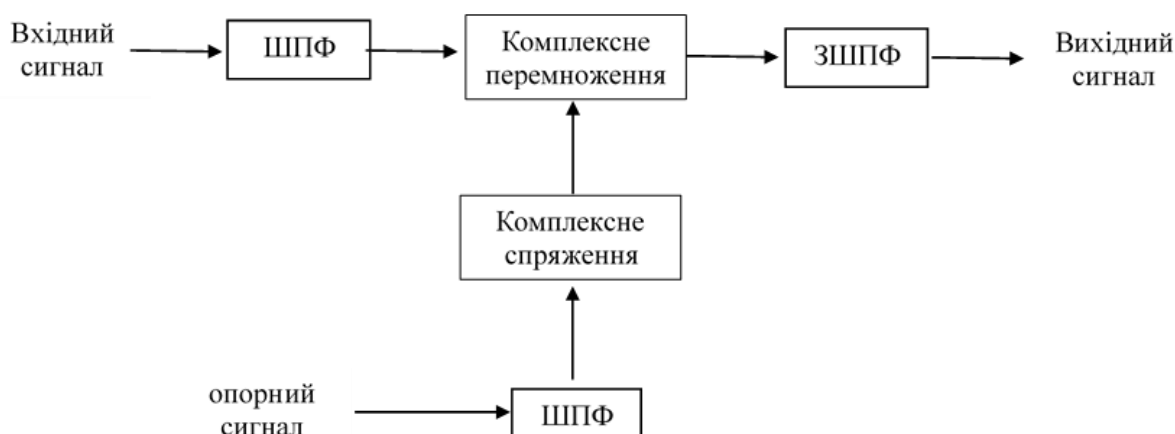 Вхідний
сигнал
ШПФ
Комплексне
перемноження
ЗШПФ
Вихідний
сигнал
Комплексне
спряження
опорний
сигнал
ШПФ